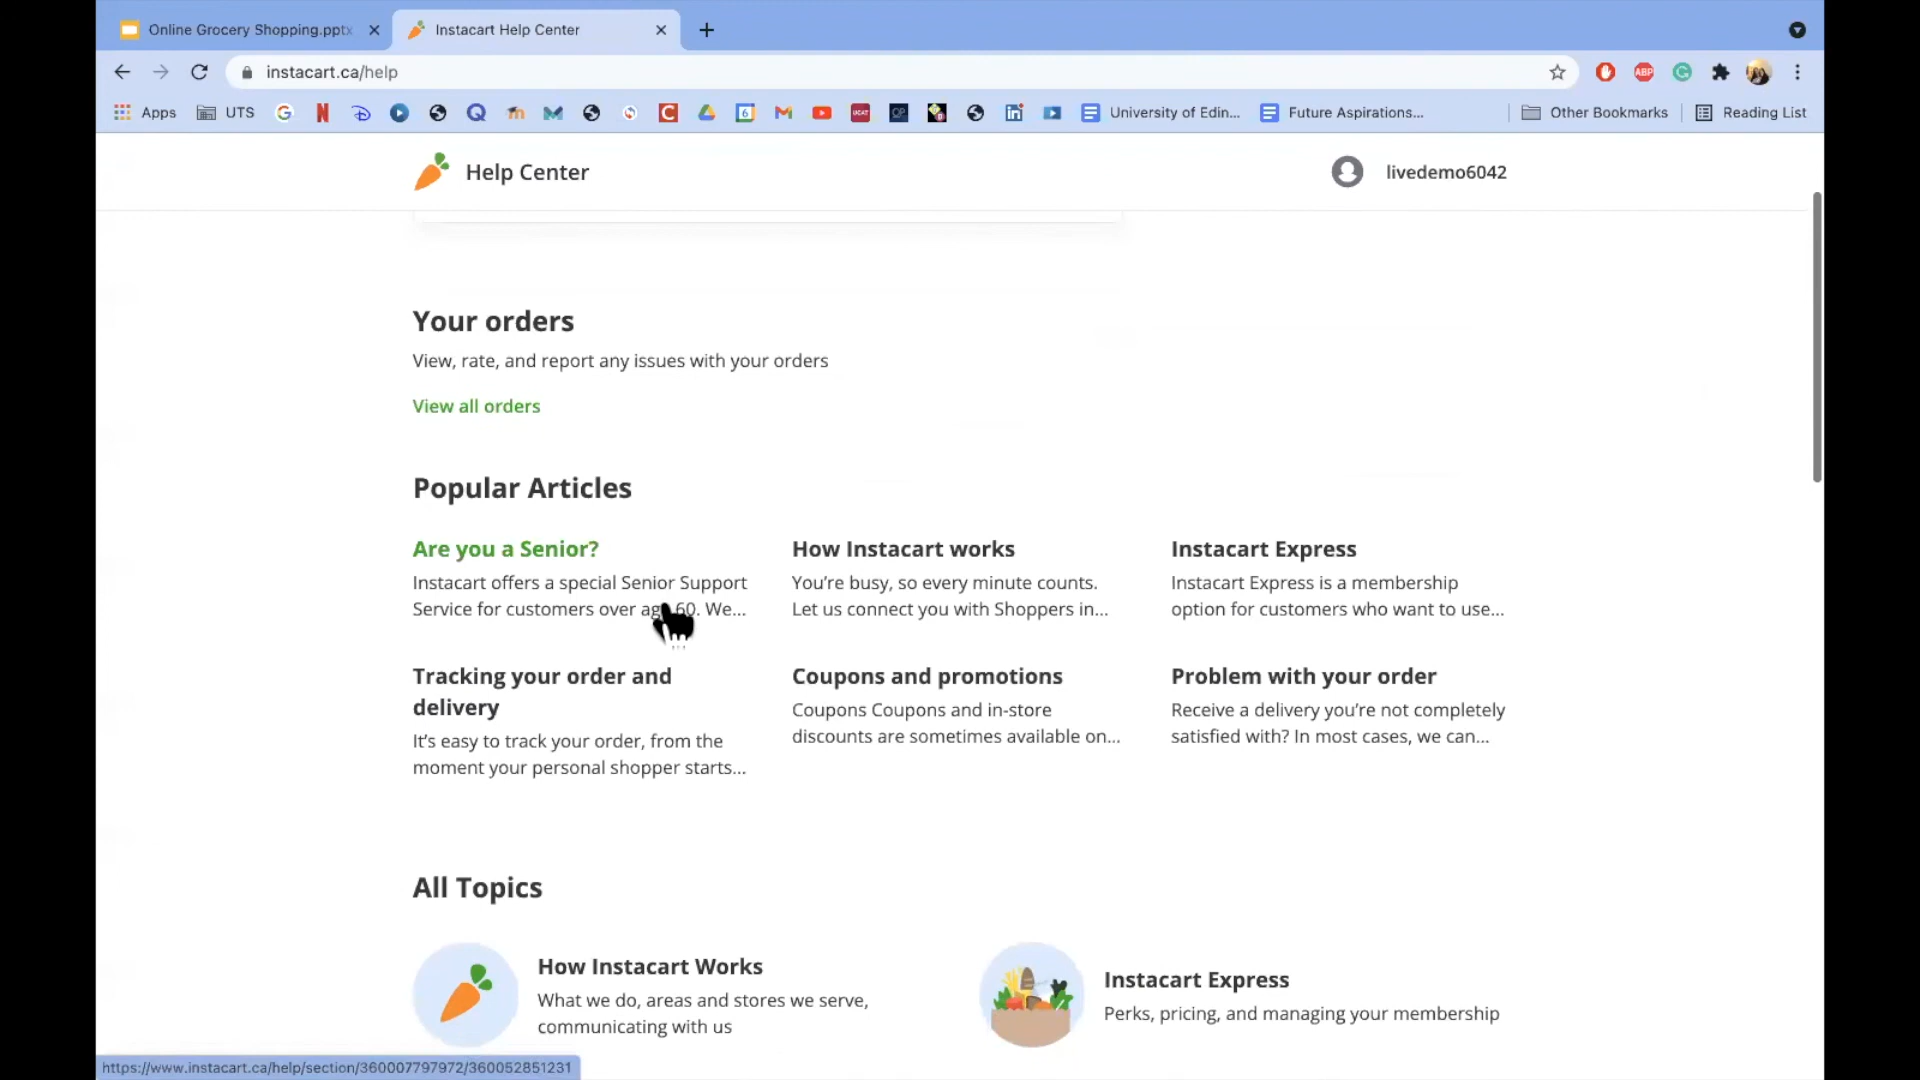 Online Grocery Shopping.pptx
Instacart Help Center
instacart.ca/help
ABP
Apps
UTS
6
UCAT
University of Edin...
Future Aspirations...
Other Bookmarks
Reading List
Help Center
livedemo6042
Your orders
View, rate, and report any issues with your orders
View all orders
Popular Articles
Are you a Senior?
Instacart offers a special Senior Support
Service for customers over age 60. We...
How Instacart works
You’re busy, so every minute counts.
Let us connect you with Shoppers in...
Instacart Express
Instacart Express is a membership
option for customers who want to use...
Tracking your order and
delivery
It’s easy to track your order, from the
moment your personal shopper starts...
Coupons and promotions
Coupons Coupons and in-store
discounts are sometimes available on...
Problem with your order
Receive a delivery you’re not completely
satisfied with? In most cases, we can...
All Topics
How Instacart Works
What we do, areas and stores we serve,
communicating with us
Instacart Express
Perks, pricing, and managing your membership
https://www.instacart.ca/help/section/360007797972/360052851231